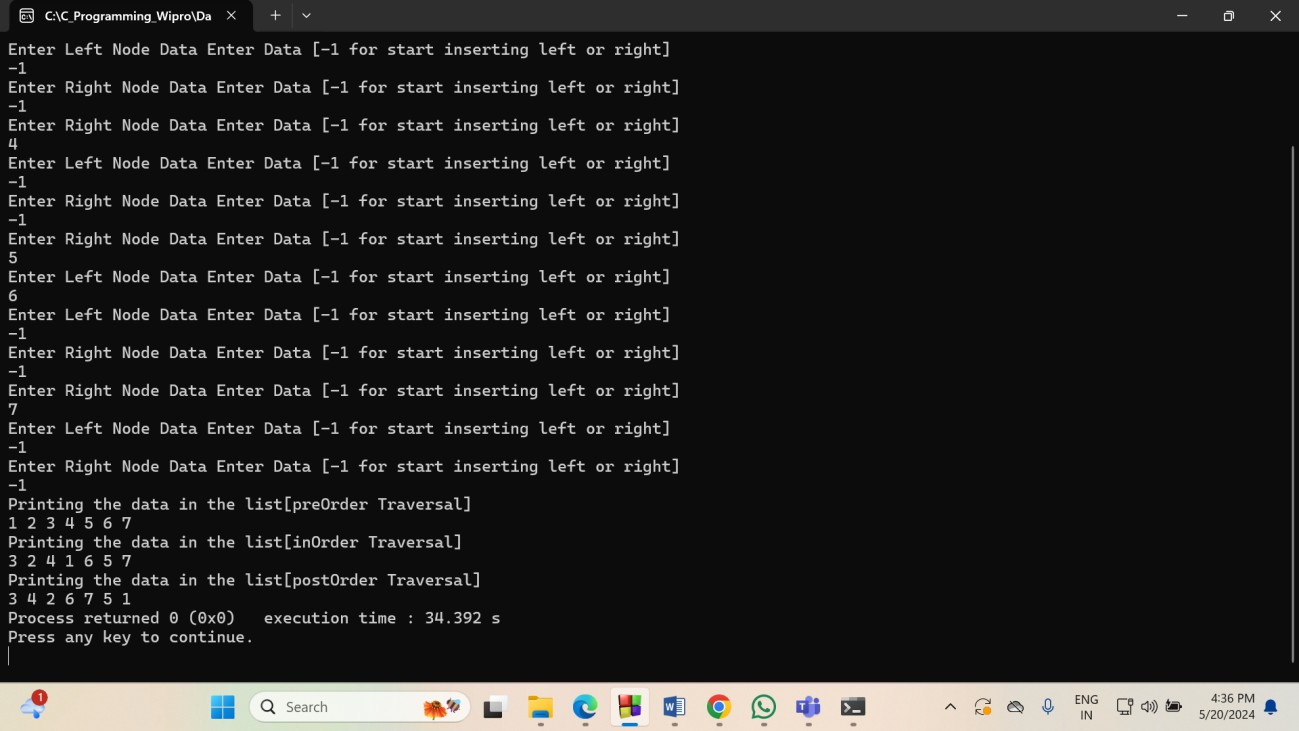 C:\C_Programming_Wipro\Da
Enter Left Node Data Enter Data [-1 for start inserting left or right]
-1
Enter Right Node Data Enter Data [-1 for start inserting left or right]
-1
Enter Right Node Data Enter Data [-1 for start inserting left or right]
4
Enter Left Node Data Enter Data [-1 for start inserting left or right]
-1
Enter Right Node Data Enter Data [-1 for start inserting left or right]
-1
Enter Right Node Data Enter Data [-1 for start inserting left or right]
5
Enter Left Node Data Enter Data [-1 for start inserting left or right]
6
Enter Left Node Data Enter Data [-1 for start inserting left or right]
-1
Enter Right Node Data Enter Data [-1 for start inserting left or right]
-1
Enter Right Node Data Enter Data [-1 for start inserting left or right]
7
Enter Left Node Data Enter Data [-1 for start inserting left or right]
-1
Enter Right Node Data Enter Data [-1 for start inserting left or right]
-1
Printing the data in the list[preOrder Traversal]
1 2 3 4 5 6 7
Printing the data in the list[inOrder Traversal]
3 2 4 1 6 5 7
Printing the data in the list[postOrder Traversal]
3 4 2 6 7 5 1
Process returned 0 (0x0)   execution time : 34.392 s
Press any key to continue.
1
Search
ENG
IN
4:36 PM
5/20/2024